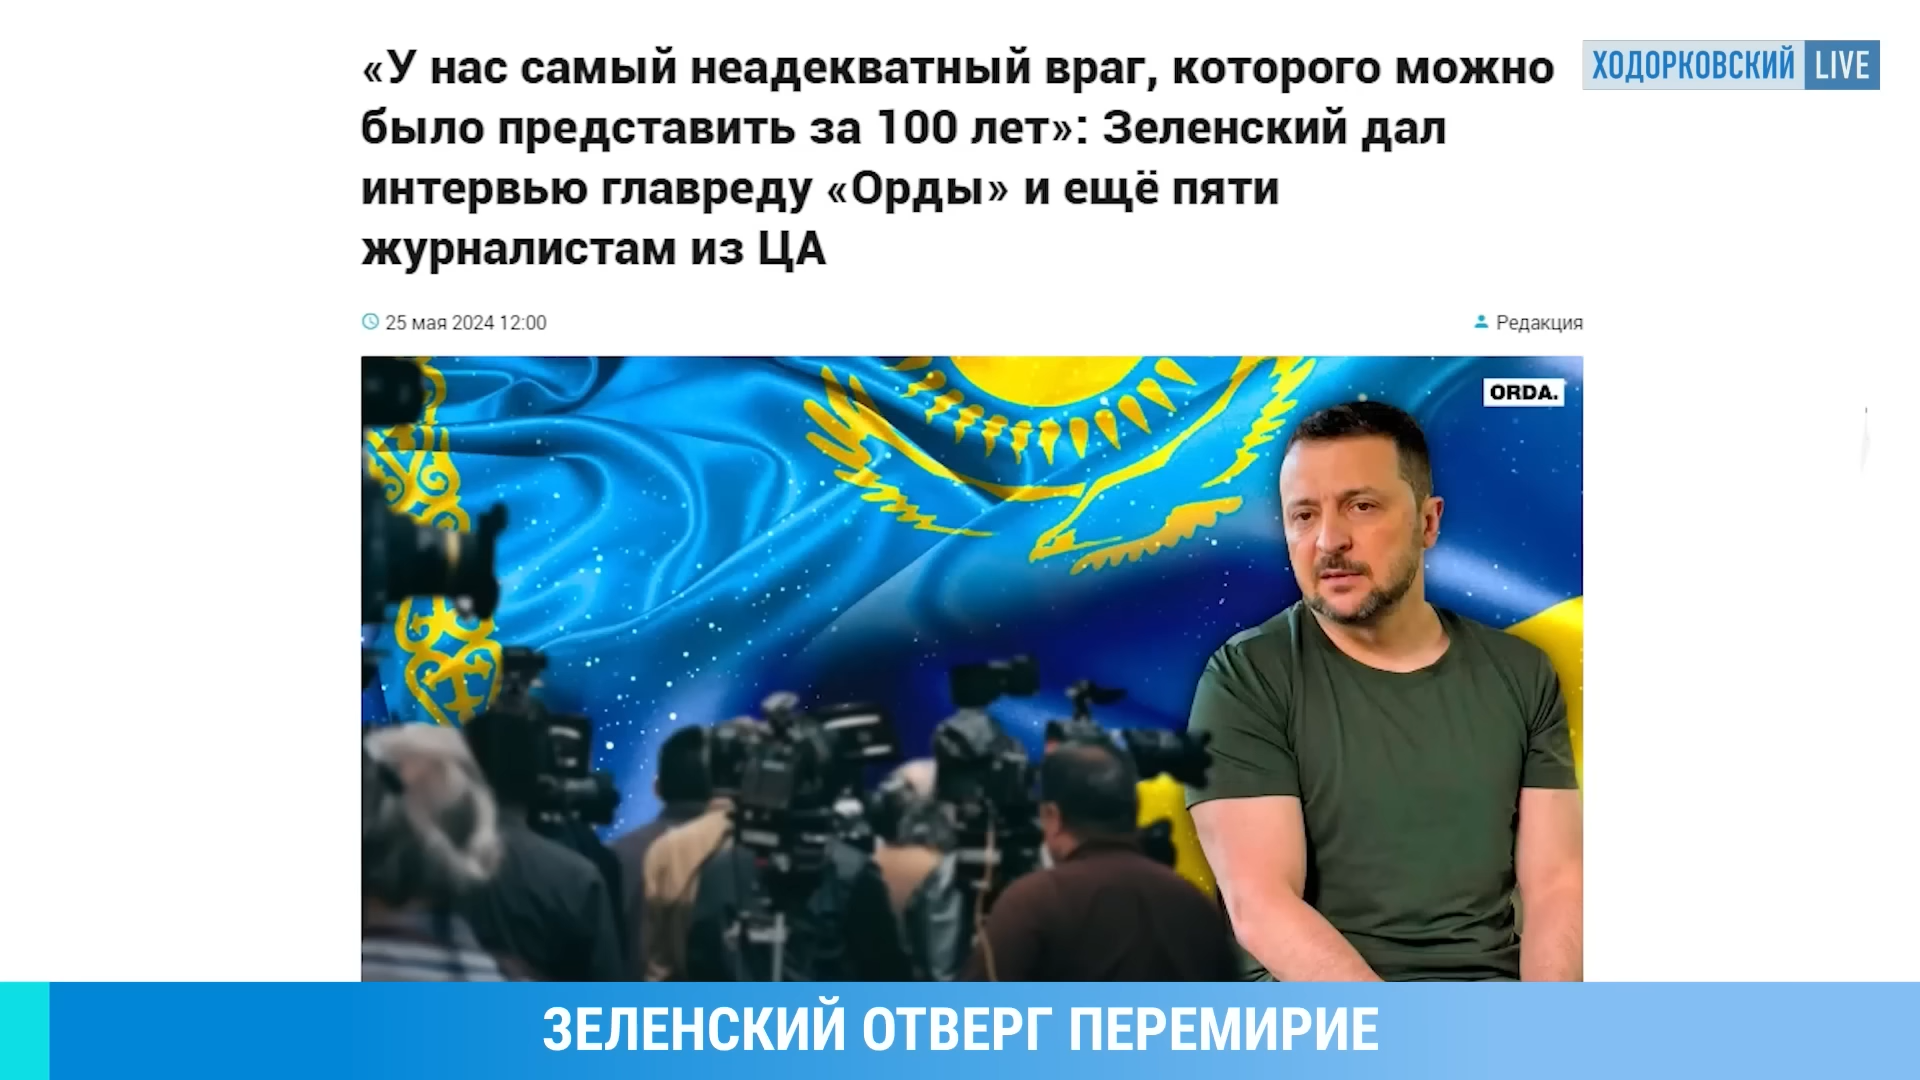 «У нас самый неадекватный враг, которого можно
было представить за 100 лет»: Зеленский дал
интервью главреду «Орды» и ещё пяти
журналистам из ЦА
ХОДОРКОВСКИЙ LIVE
25 мая 2024 12:00
Редакция
ORDA.
ЗЕЛЕНСКИЙ ОТВЕРГ ПЕРЕМИРИЕ